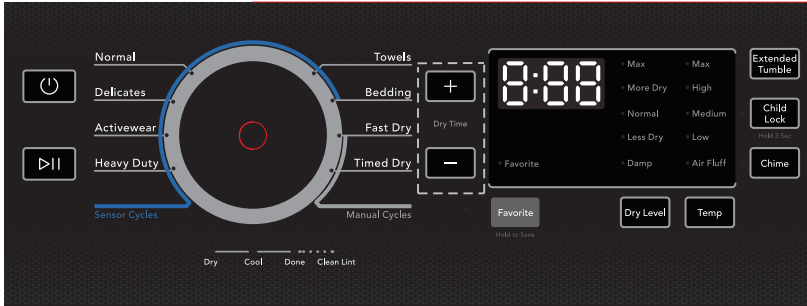 Normal
Delicates
Activewear
Heavy Duty
Sensor Cycles
Towels
Bedding
Fast Dry
Timed Dry
Manual Cycles
Dry Cool Done Clean Lint
+
Dry Time
−
8:88
Favorite
Max
More Dry
Normal
Less Dry
Damp
Max
High
Medium
Low
Air Fluff
Favorite
Hold to Save
Dry Level
Temp
Extended
Tumble
Child
Lock
Hold 3 Sec
Chime